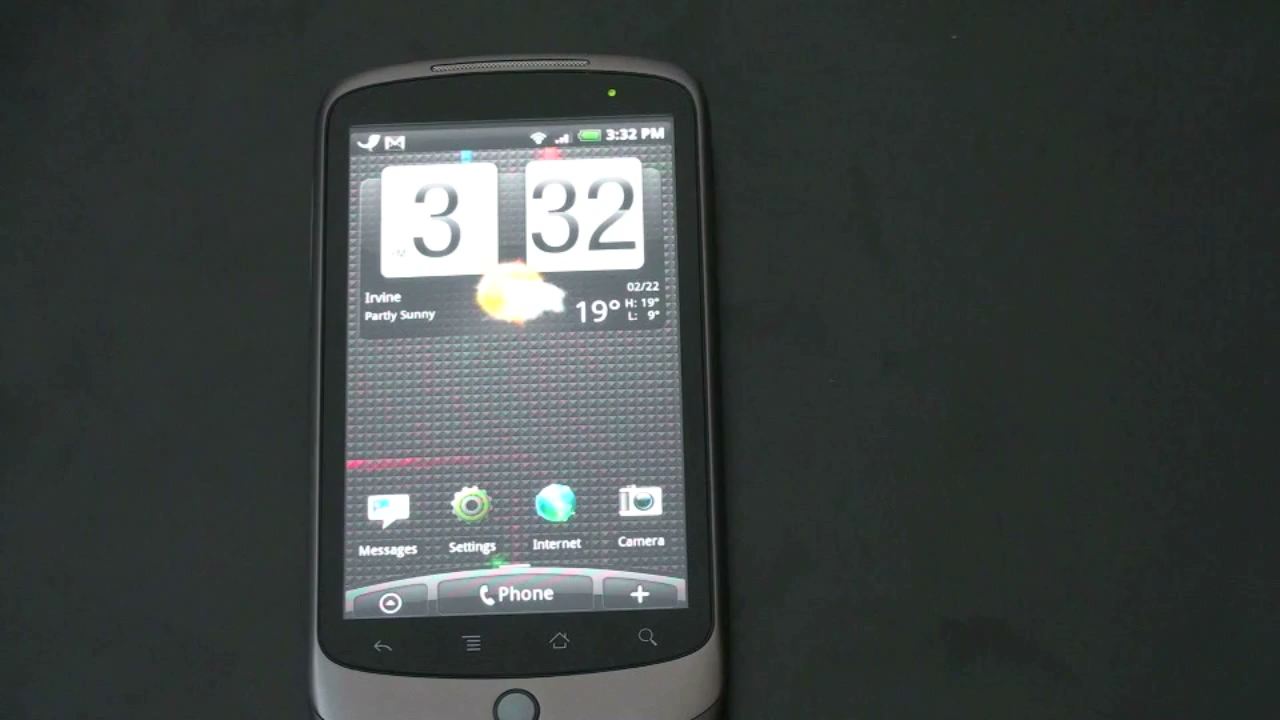 3:32 PM
3 32
Irvine
Partly Sunny
19°
02/22
H: 19°
L: 9°
Messages
Settings
Internet
Camera
Phone